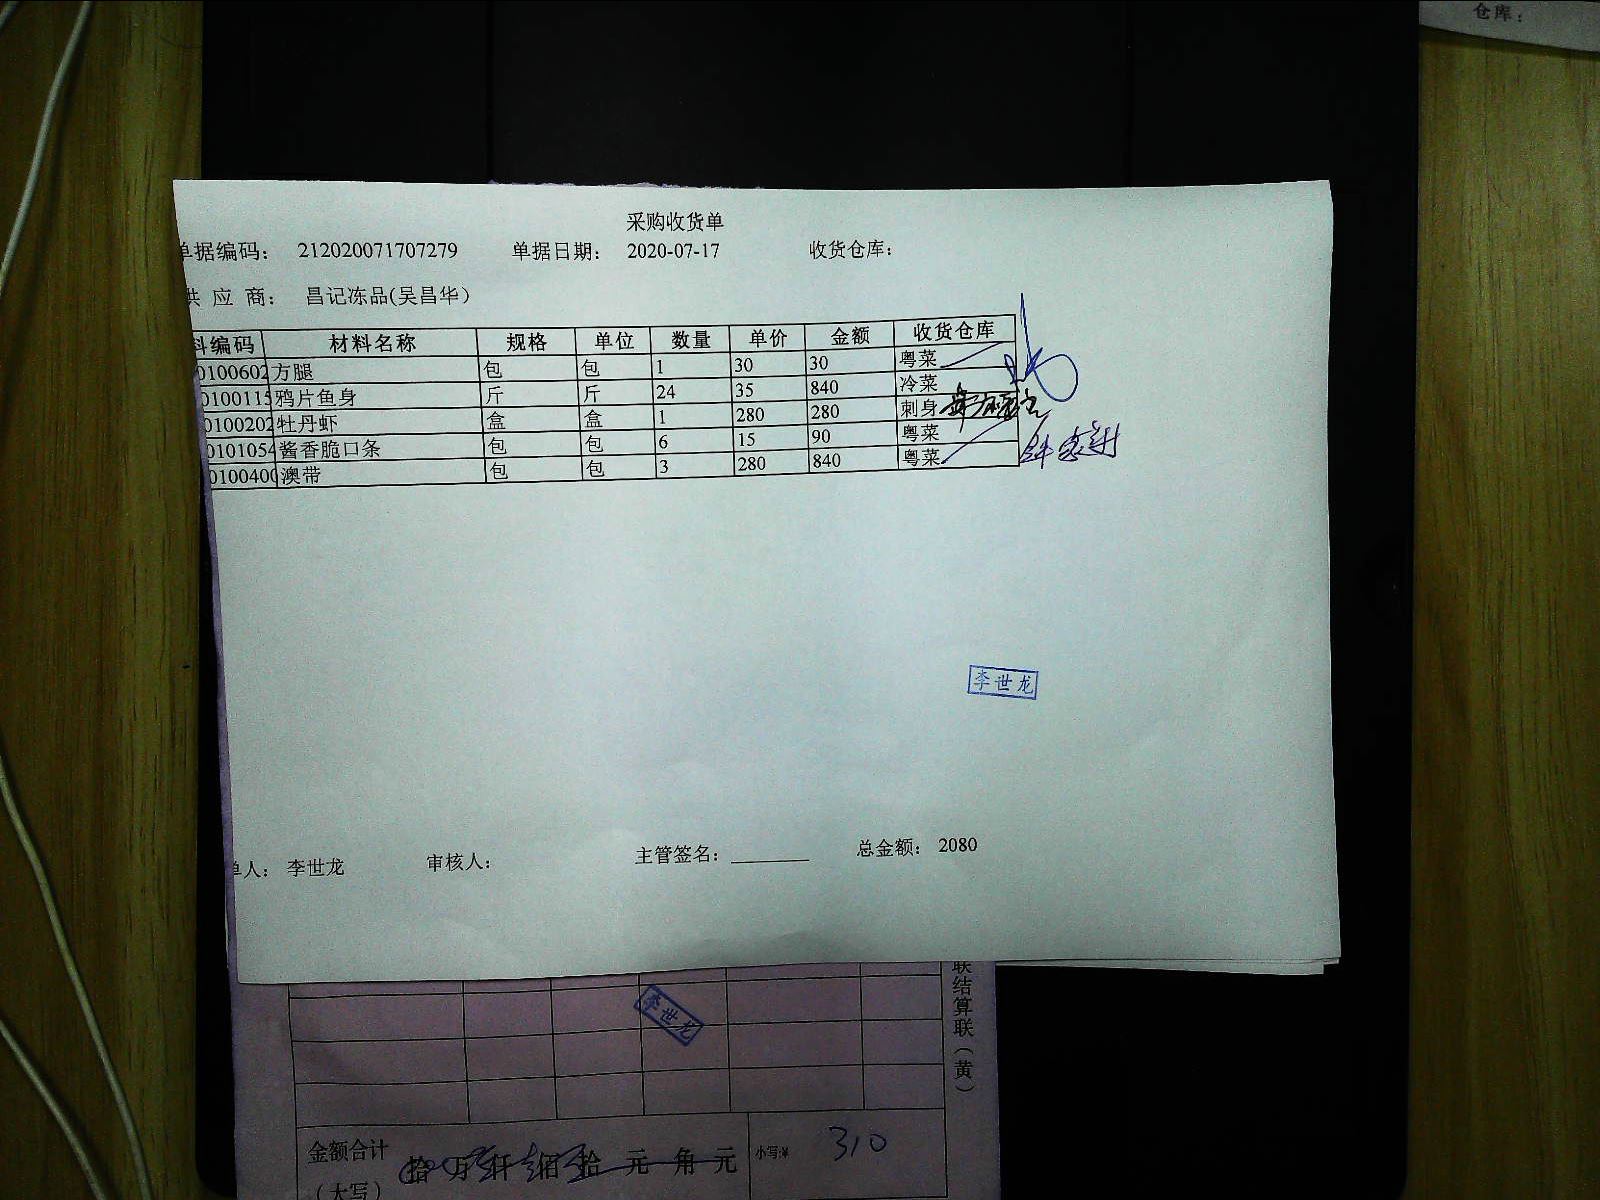 仓库：
采购收货单
单据编码： 212020071707279 单据日期： 2020-07-17 收货仓库：
供 应 商： 昌记冻品(吴昌华）
料编码 材料名称 规格 单位 数量 单价 金额 收货仓库
0100602 方腿 包 包 1 30 30 粤菜
0100115 鸦片鱼身 斤 斤 24 35 840 冷菜
0100202 牡丹虾 盒 盒 1 280 280 刺身
0101054 酱香脆口条 包 包 6 15 90 粤菜
0100400 澳带 包 包 3 280 840 粤菜
李世龙
单人： 李世龙 审核人： 主管签名：________ 总金额： 2080
联结算联（黄）
李世龙
金额合计 拾 万 仟 佰 拾 元 角 元 小写:¥ 310
（大写）